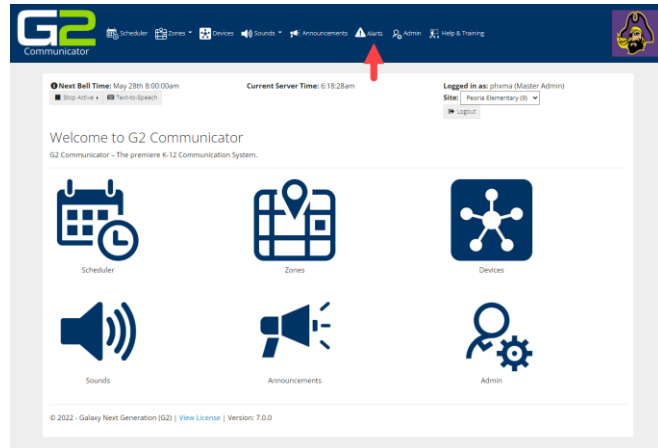 G2
Communicator
Scheduler Zones Devices Sounds Announcements Alerts Admin Help & Training
Next Bell Time: May 28th 8:00:00am Current Server Time: 6:18:28am Logged in as: phxma (Master Admin)
Stop Active Text-to-Speech Site: Peoria Elementary (9)
Logout
Welcome to G2 Communicator
G2 Communicator – The premiere K-12 Communication System.
Scheduler Zones Devices
Sounds Announcements Admin
© 2022 - Galaxy Next Generation (G2) | View License | Version: 7.0.0